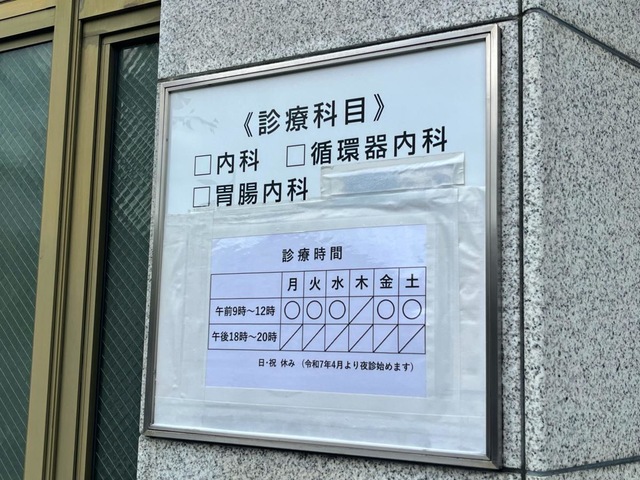 《診療科目》
□内科 □循環器内科
□胃腸内科
診療時間
月 火 水 木 金 土
午前9時～12時 ○ ○ ○ ／ ○ ○
午後18時～20時 ／ ／ ／ ／ ／ ／
日・祝 休み （令和7年4月より夜診始めます）